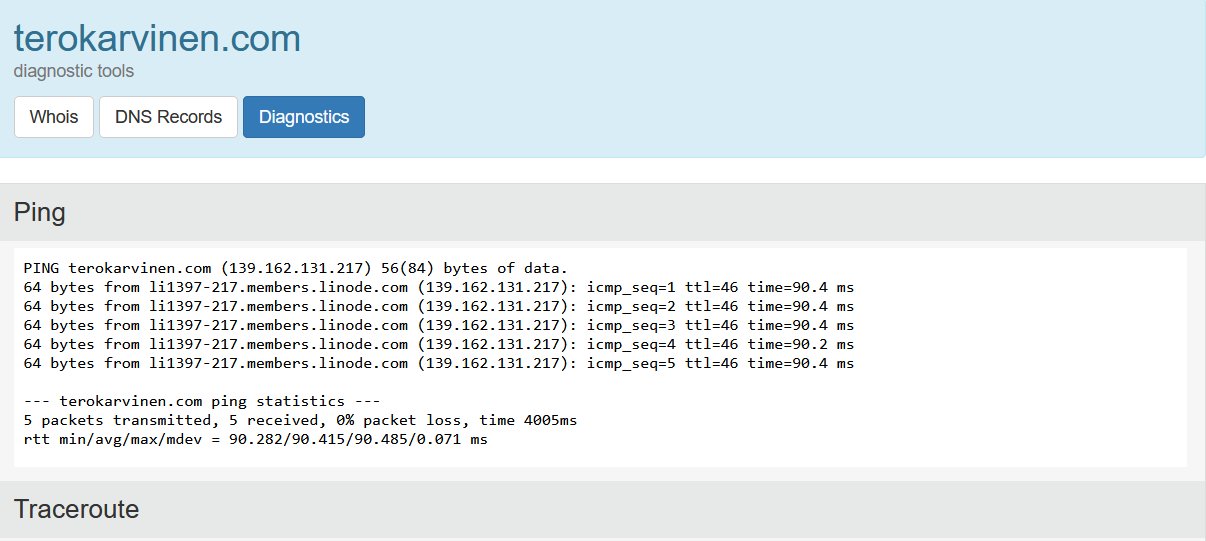 terokarvinen.com
diagnostic tools
Whois DNS Records Diagnostics
Ping
PING terokarvinen.com (139.162.131.217) 56(84) bytes of data.
64 bytes from li1397-217.members.linode.com (139.162.131.217): icmp_seq=1 ttl=46 time=90.4 ms
64 bytes from li1397-217.members.linode.com (139.162.131.217): icmp_seq=2 ttl=46 time=90.4 ms
64 bytes from li1397-217.members.linode.com (139.162.131.217): icmp_seq=3 ttl=46 time=90.4 ms
64 bytes from li1397-217.members.linode.com (139.162.131.217): icmp_seq=4 ttl=46 time=90.2 ms
64 bytes from li1397-217.members.linode.com (139.162.131.217): icmp_seq=5 ttl=46 time=90.4 ms
--- terokarvinen.com ping statistics ---
5 packets transmitted, 5 received, 0% packet loss, time 4005ms
rtt min/avg/max/mdev = 90.282/90.415/90.485/0.071 ms
Traceroute